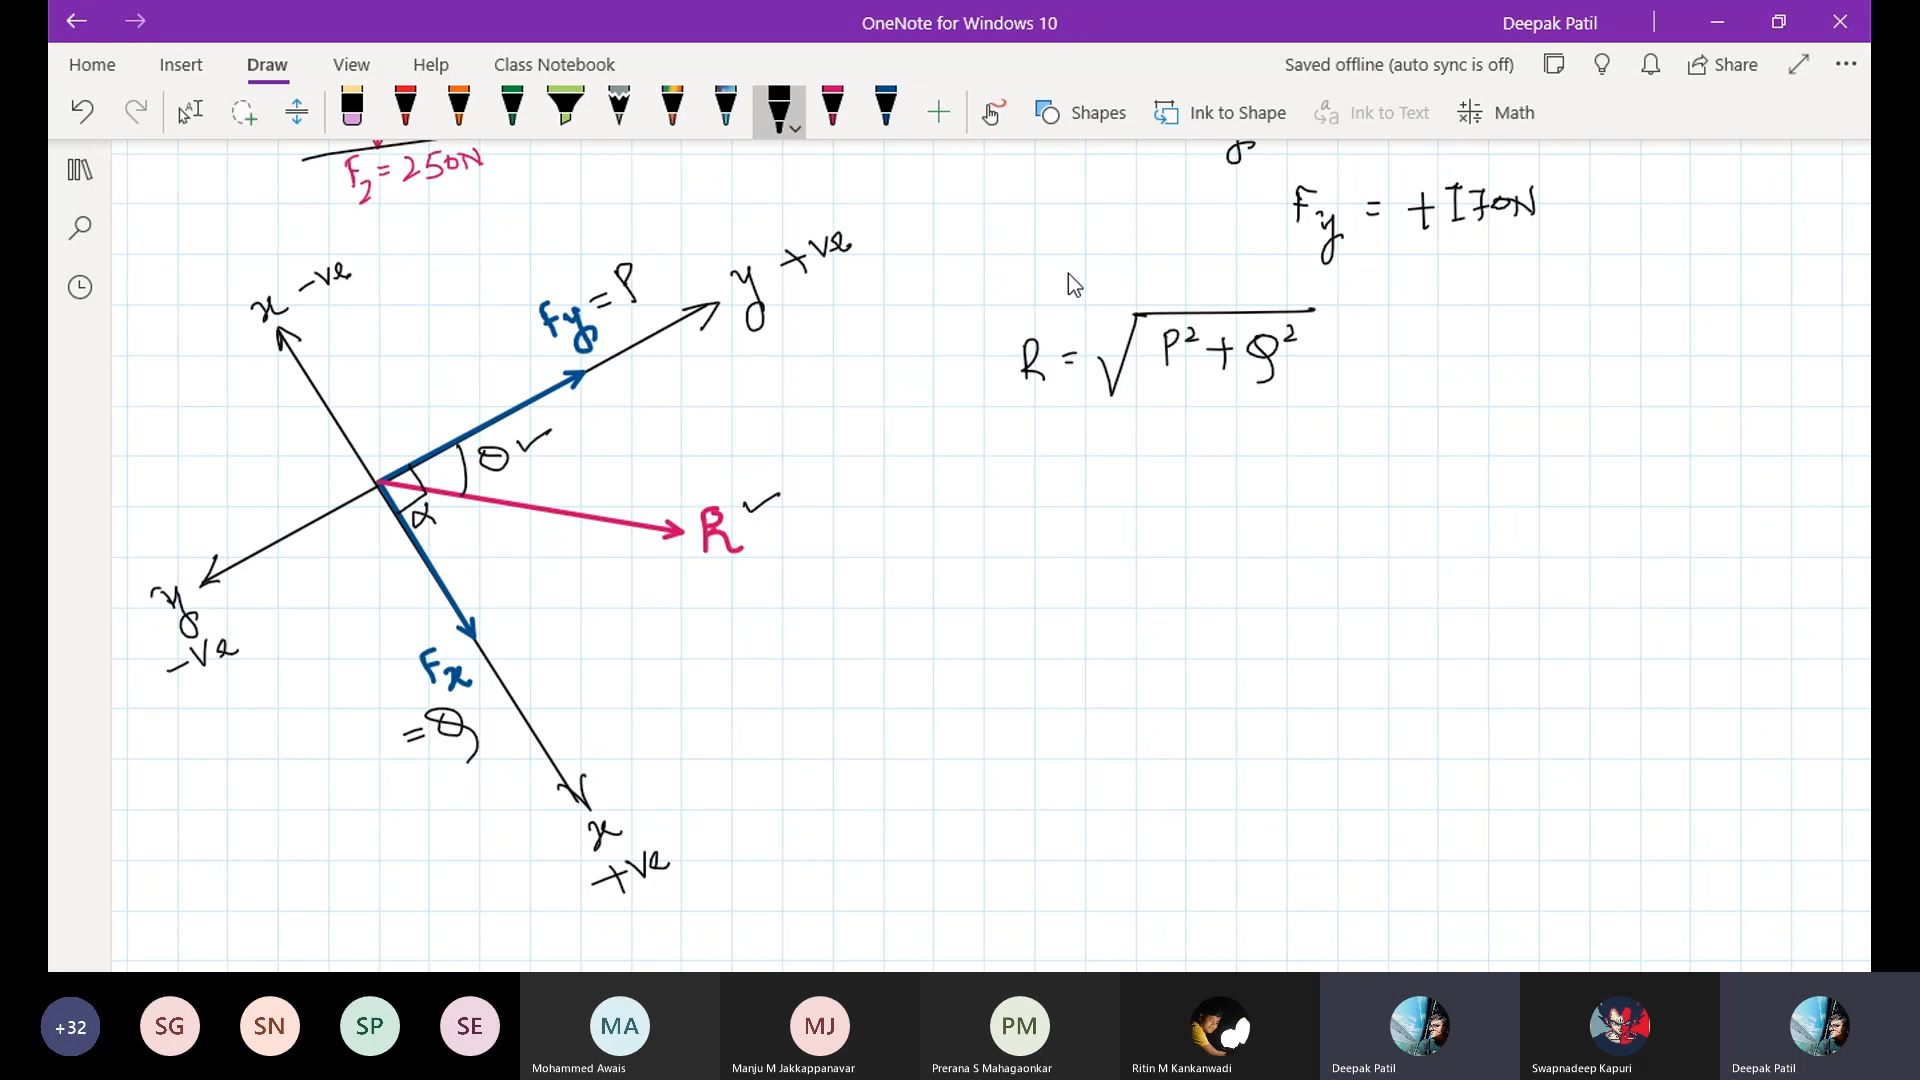 OneNote for Windows 10
Deepak Patil
Home Insert Draw View Help Class Notebook
Saved offline (auto sync is off) Share
Shapes Ink to Shape Ink to Text Math
F₂ = 250N
y
Fy = +170N
x -ve
Fy = P
y +ve
R = √P² + Q²
θ
R
α
y
-ve
Fx
= Q
x
+ve
+32 SG SN SP SE MA MJ PM
Mohammed Awais Manju M Jakkappanavar Prerana S Mahagaonkar Ritin M Kankanwadi Deepak Patil Swapnadeep Kapuri Deepak Patil